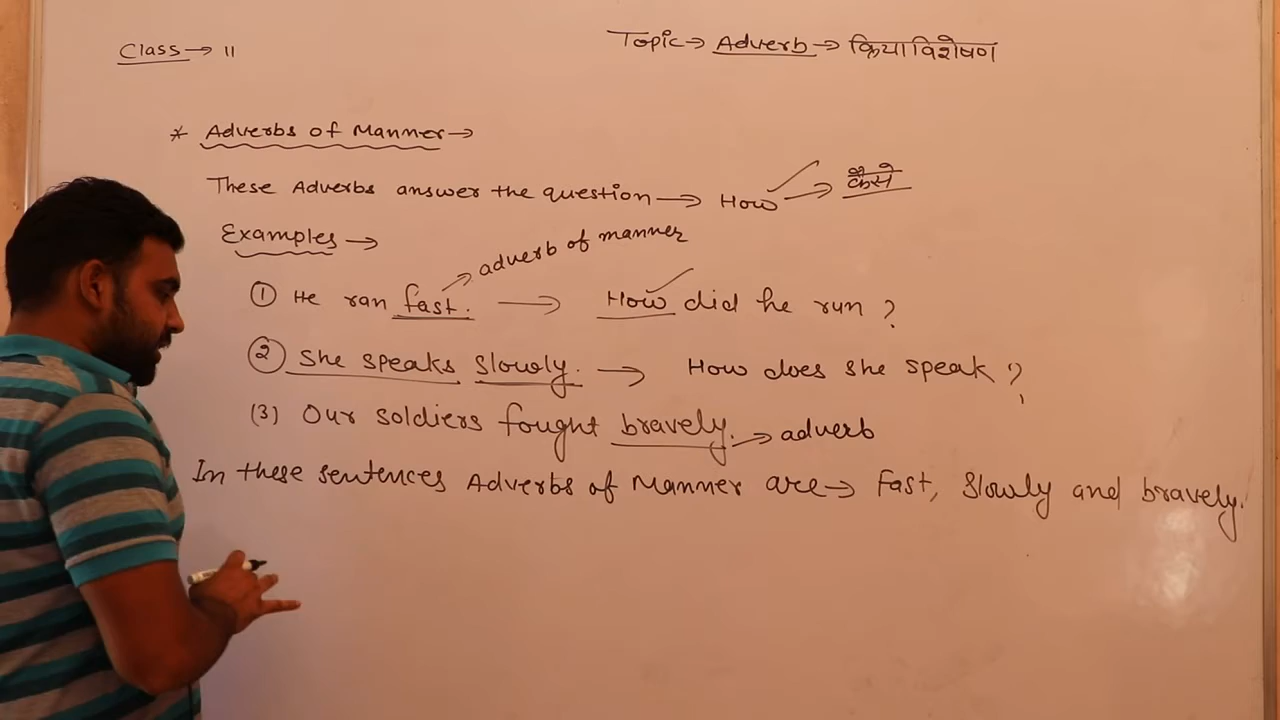 Class → 11
Topic → Adverb → क्रिया विशेषण
* Adverbs of Manner →
These Adverbs answer the question → How → कैसे
Examples →
adverb of manner
① He ran fast. → How did he run ?
② She speaks slowly. → How does she speak ?
(3) Our soldiers fought bravely. → adverb
In these sentences Adverbs of Manner are → Fast, Slowly and bravely.